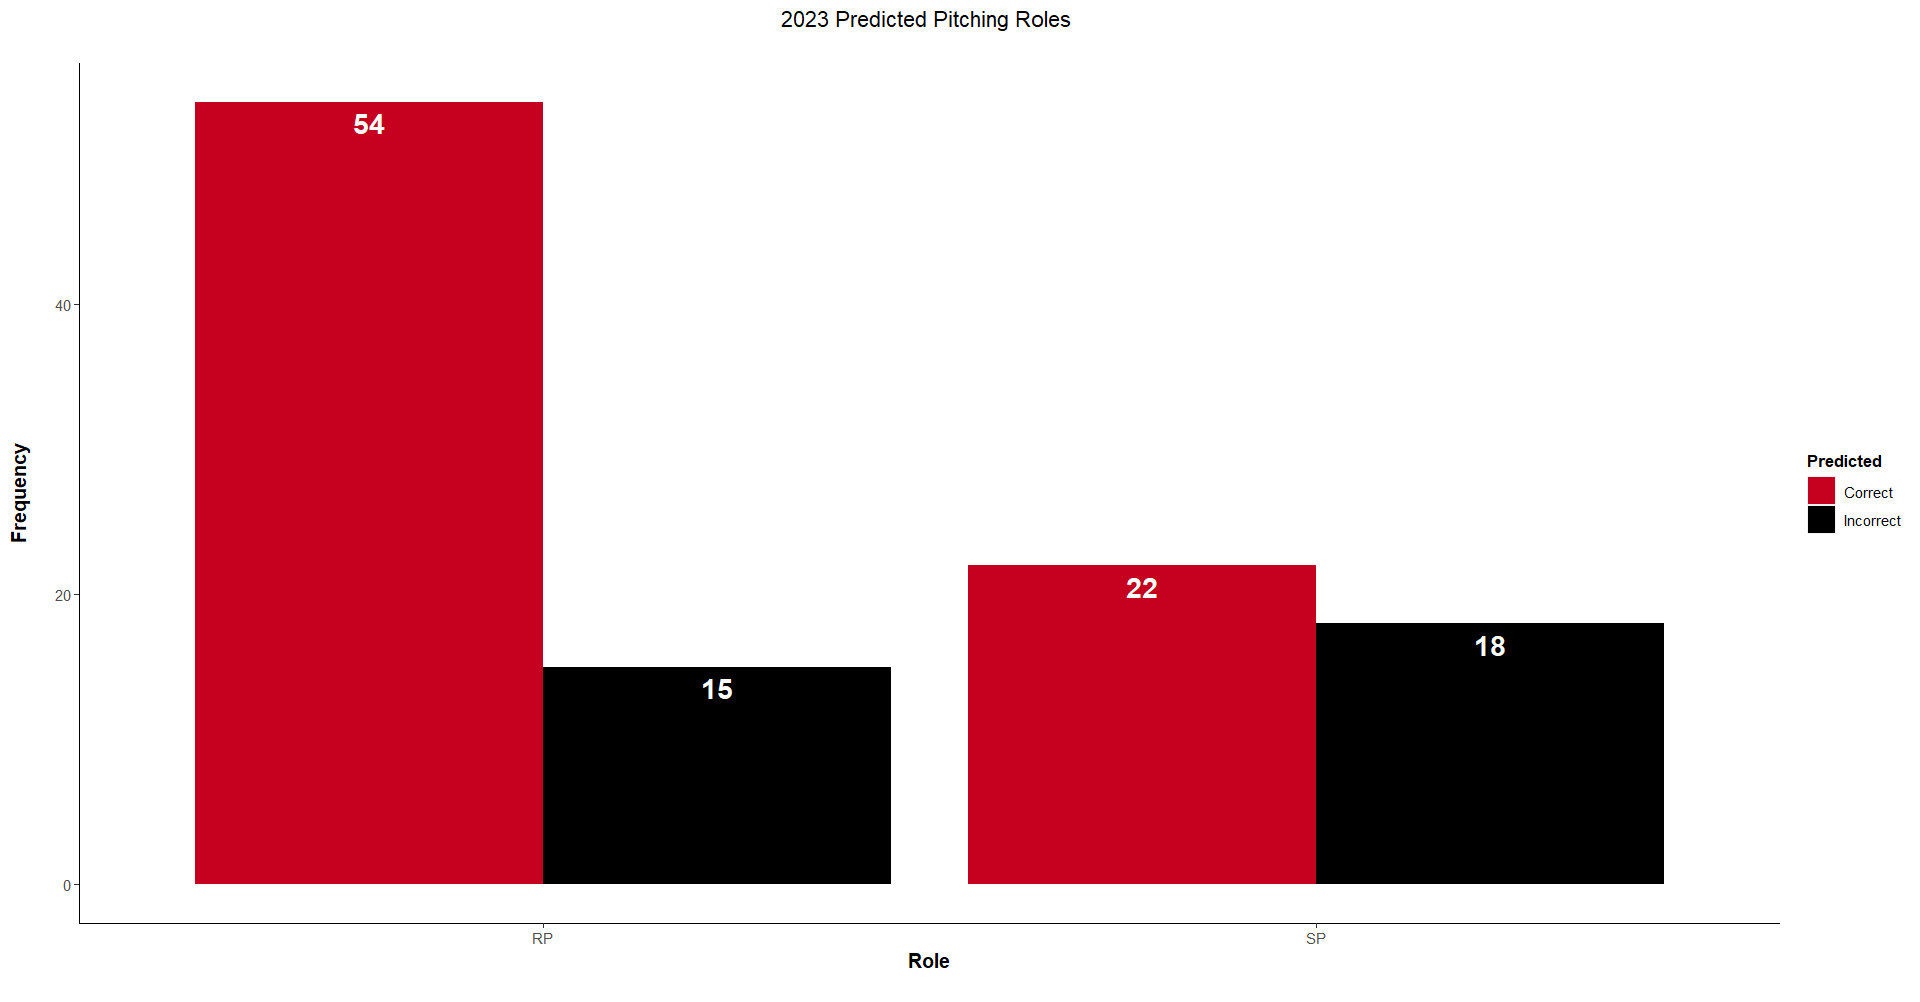 2023 Predicted Pitching Roles
Frequency
40
20
0
54
15
22
18
RP
SP
Role
Predicted
Correct
Incorrect